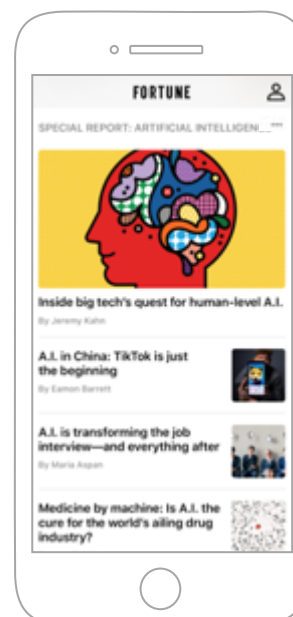 FORTUNE
SPECIAL REPORT: ARTIFICIAL INTELLIGEN...
Inside big tech's quest for human-level A.I.
By Jeremy Kahn
A.I. in China: TikTok is just
the beginning
By Eamon Barrett
A.I. is transforming the job
interview—and everything after
By Maria Aspan
Medicine by machine: Is A.I. the
cure for the world's ailing drug
industry?